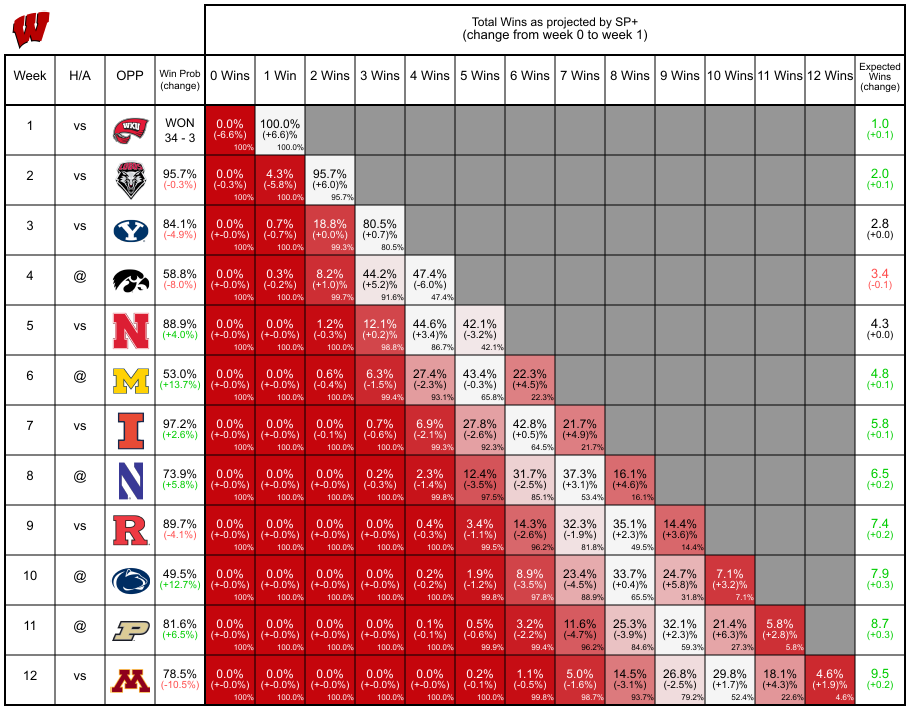 Total Wins as projected by SP+
(change from week 0 to week 1)
Week H/A OPP Win Prob (change) 0 Wins 1 Win 2 Wins 3 Wins 4 Wins 5 Wins 6 Wins 7 Wins 8 Wins 9 Wins 10 Wins 11 Wins 12 Wins Expected Wins (change)
1 vs WKU WON 0.0% 100.0% 1.0
34 - 3 (-6.6%) (+6.6)% (+0.1)
100% 100.0%
2 vs 95.7% 0.0% 4.3% 95.7% 2.0
(-0.3%) (-0.3%) (-5.8%) (+6.0)% (+0.1)
100% 100.0% 95.7%
3 vs Y 84.1% 0.0% 0.7% 18.8% 80.5% 2.8
(-4.9%) (+-0.0%) (-0.7%) (+0.0)% (+0.7)% (+0.0)
100% 100.0% 99.3% 80.5%
4 @ 58.8% 0.0% 0.3% 8.2% 44.2% 47.4% 3.4
(-8.0%) (+-0.0%) (-0.2%) (+1.0)% (+5.2)% (-6.0%) (-0.1)
100% 100.0% 99.7% 91.6% 47.4%
5 vs N 88.9% 0.0% 0.0% 1.2% 12.1% 44.6% 42.1% 4.3
(+4.0%) (+-0.0%) (+-0.0%) (-0.3%) (+0.2)% (+3.4)% (-3.2%) (+0.0)
100% 100.0% 100.0% 98.8% 86.7% 42.1%
6 @ M 53.0% 0.0% 0.0% 0.6% 6.3% 27.4% 43.4% 22.3% 4.8
(+13.7%) (+-0.0%) (+-0.0%) (-0.4%) (-1.5%) (-2.3%) (-0.3%) (+4.5)% (+0.1)
100% 100.0% 100.0% 99.4% 93.1% 65.8% 22.3%
7 vs I 97.2% 0.0% 0.0% 0.0% 0.7% 6.9% 27.8% 42.8% 21.7% 5.8
(+2.6%) (+-0.0%) (+-0.0%) (-0.1%) (-0.6%) (-2.1%) (-2.6%) (+0.5)% (+4.9)% (+0.1)
100% 100.0% 100.0% 100.0% 99.3% 92.3% 64.5% 21.7%
8 @ N 73.9% 0.0% 0.0% 0.0% 0.2% 2.3% 12.4% 31.7% 37.3% 16.1% 6.5
(+5.8%) (+-0.0%) (+-0.0%) (+-0.0%) (-0.3%) (-1.4%) (-3.5%) (-2.5%) (+3.1)% (+4.6)% (+0.2)
100% 100.0% 100.0% 100.0% 99.8% 97.5% 85.1% 53.4% 16.1%
9 vs R 89.7% 0.0% 0.0% 0.0% 0.0% 0.4% 3.4% 14.3% 32.3% 35.1% 14.4% 7.4
(-4.1%) (+-0.0%) (+-0.0%) (+-0.0%) (+-0.0%) (-0.3%) (-1.1%) (-2.6%) (-1.9%) (+2.3)% (+3.6)% (+0.2)
100% 100.0% 100.0% 100.0% 100.0% 99.5% 96.2% 81.8% 49.5% 14.4%
10 @ 49.5% 0.0% 0.0% 0.0% 0.0% 0.2% 1.9% 8.9% 23.4% 33.7% 24.7% 7.1% 7.9
(+12.7%) (+-0.0%) (+-0.0%) (+-0.0%) (+-0.0%) (-0.2%) (-1.2%) (-3.5%) (-4.5%) (+0.4)% (+5.8)% (+3.2)% (+0.3)
100% 100.0% 100.0% 100.0% 100.0% 99.8% 97.8% 88.9% 65.5% 31.8% 7.1%
11 @ P 81.6% 0.0% 0.0% 0.0% 0.0% 0.1% 0.5% 3.2% 11.6% 25.3% 32.1% 21.4% 5.8% 8.7
(+6.5%) (+-0.0%) (+-0.0%) (+-0.0%) (+-0.0%) (-0.1%) (-0.6%) (-2.2%) (-4.7%) (-3.9%) (+2.3)% (+6.3)% (+2.8)% (+0.3)
100% 100.0% 100.0% 100.0% 100.0% 99.9% 99.4% 96.2% 84.6% 59.3% 27.3% 5.8%
12 vs M 78.5% 0.0% 0.0% 0.0% 0.0% 0.0% 0.2% 1.1% 5.0% 14.5% 26.8% 29.8% 18.1% 4.6% 9.5
(-10.5%) (+-0.0%) (+-0.0%) (+-0.0%) (+-0.0%) (+-0.0%) (-0.1%) (-0.5%) (-1.6%) (-3.1%) (-2.5%) (+1.7)% (+4.3)% (+1.9)% (+0.2)
100% 100.0% 100.0% 100.0% 100.0% 100.0% 99.8% 98.7% 93.7% 79.2% 52.4% 22.6% 4.6%